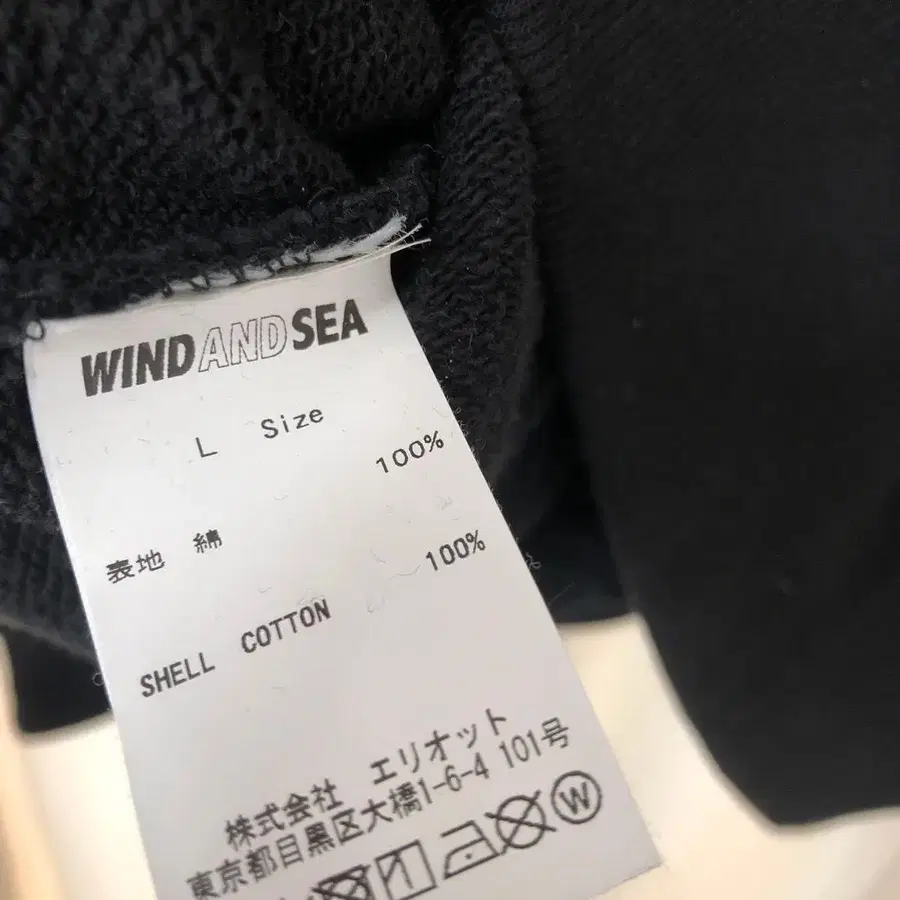 WINDANDSEA
L Size
表地 綿 100%
SHELL COTTON 100%
株式会社 エリオット
東京都目黒区大橋1-6-4 101号
W